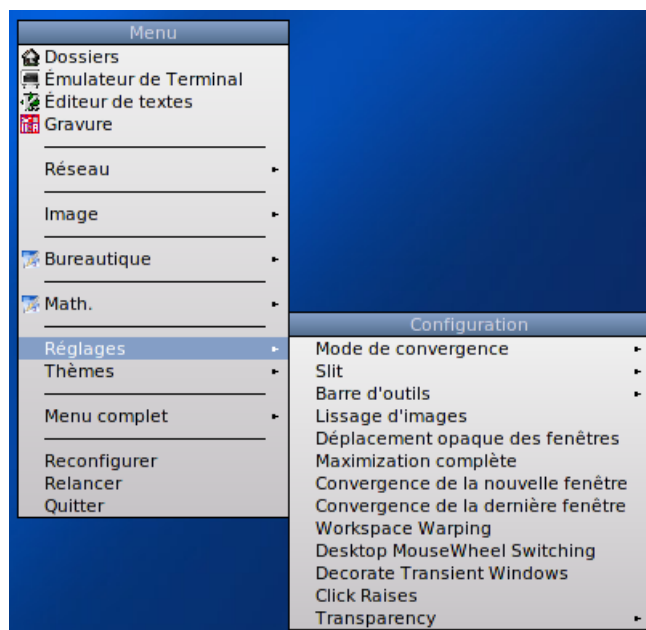 Menu
Dossiers
Émulateur de Terminal
Éditeur de textes
Gravure
Réseau
Image
Bureautique
Math.
Réglages
Thèmes
Menu complet
Reconfigurer
Relancer
Quitter
Configuration
Mode de convergence
Slit
Barre d'outils
Lissage d'images
Déplacement opaque des fenêtres
Maximization complète
Convergence de la nouvelle fenêtre
Convergence de la dernière fenêtre
Workspace Warping
Desktop MouseWheel Switching
Decorate Transient Windows
Click Raises
Transparency